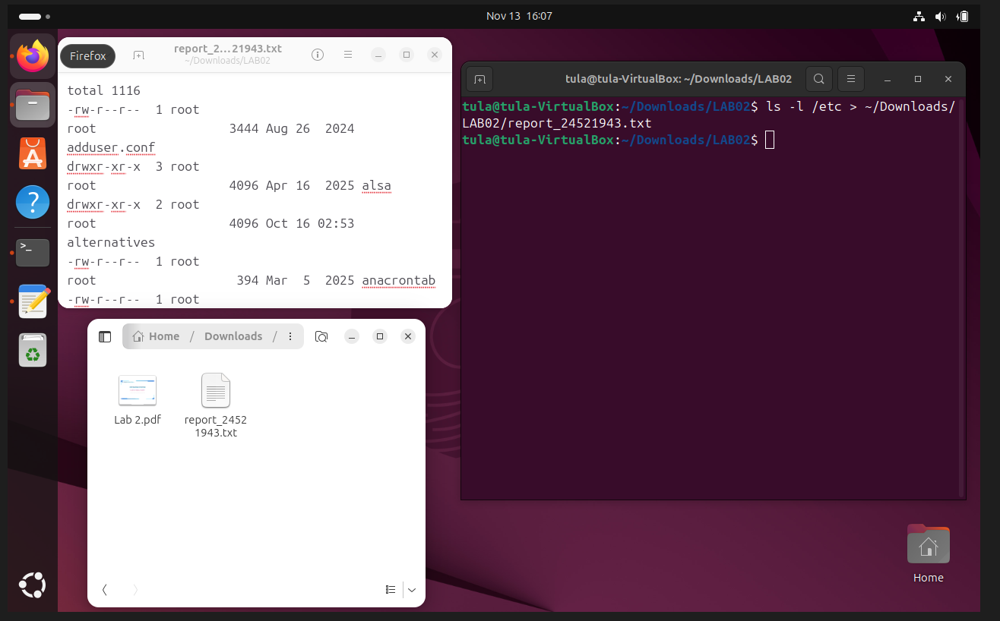 Nov 13 16:07
Firefox
report_2…21943.txt
~/Downloads/LAB02
total 1116
-rw-r--r--  1 root
root                  3444 Aug 26  2024
adduser.conf
drwxr-xr-x  3 root
root                  4096 Apr 16  2025 alsa
drwxr-xr-x  2 root
root                  4096 Oct 16 02:53
alternatives
-rw-r--r--  1 root
root                   394 Mar  5  2025 anacrontab
-rw-r--r--  1 root
tula@tula-VirtualBox: ~/Downloads/LAB02
tula@tula-VirtualBox:~/Downloads/LAB02$ ls -l /etc > ~/Downloads/
LAB02/report_24521943.txt
tula@tula-VirtualBox:~/Downloads/LAB02$
Home / Downloads /
Lab 2.pdf
report_2452
1943.txt
Home